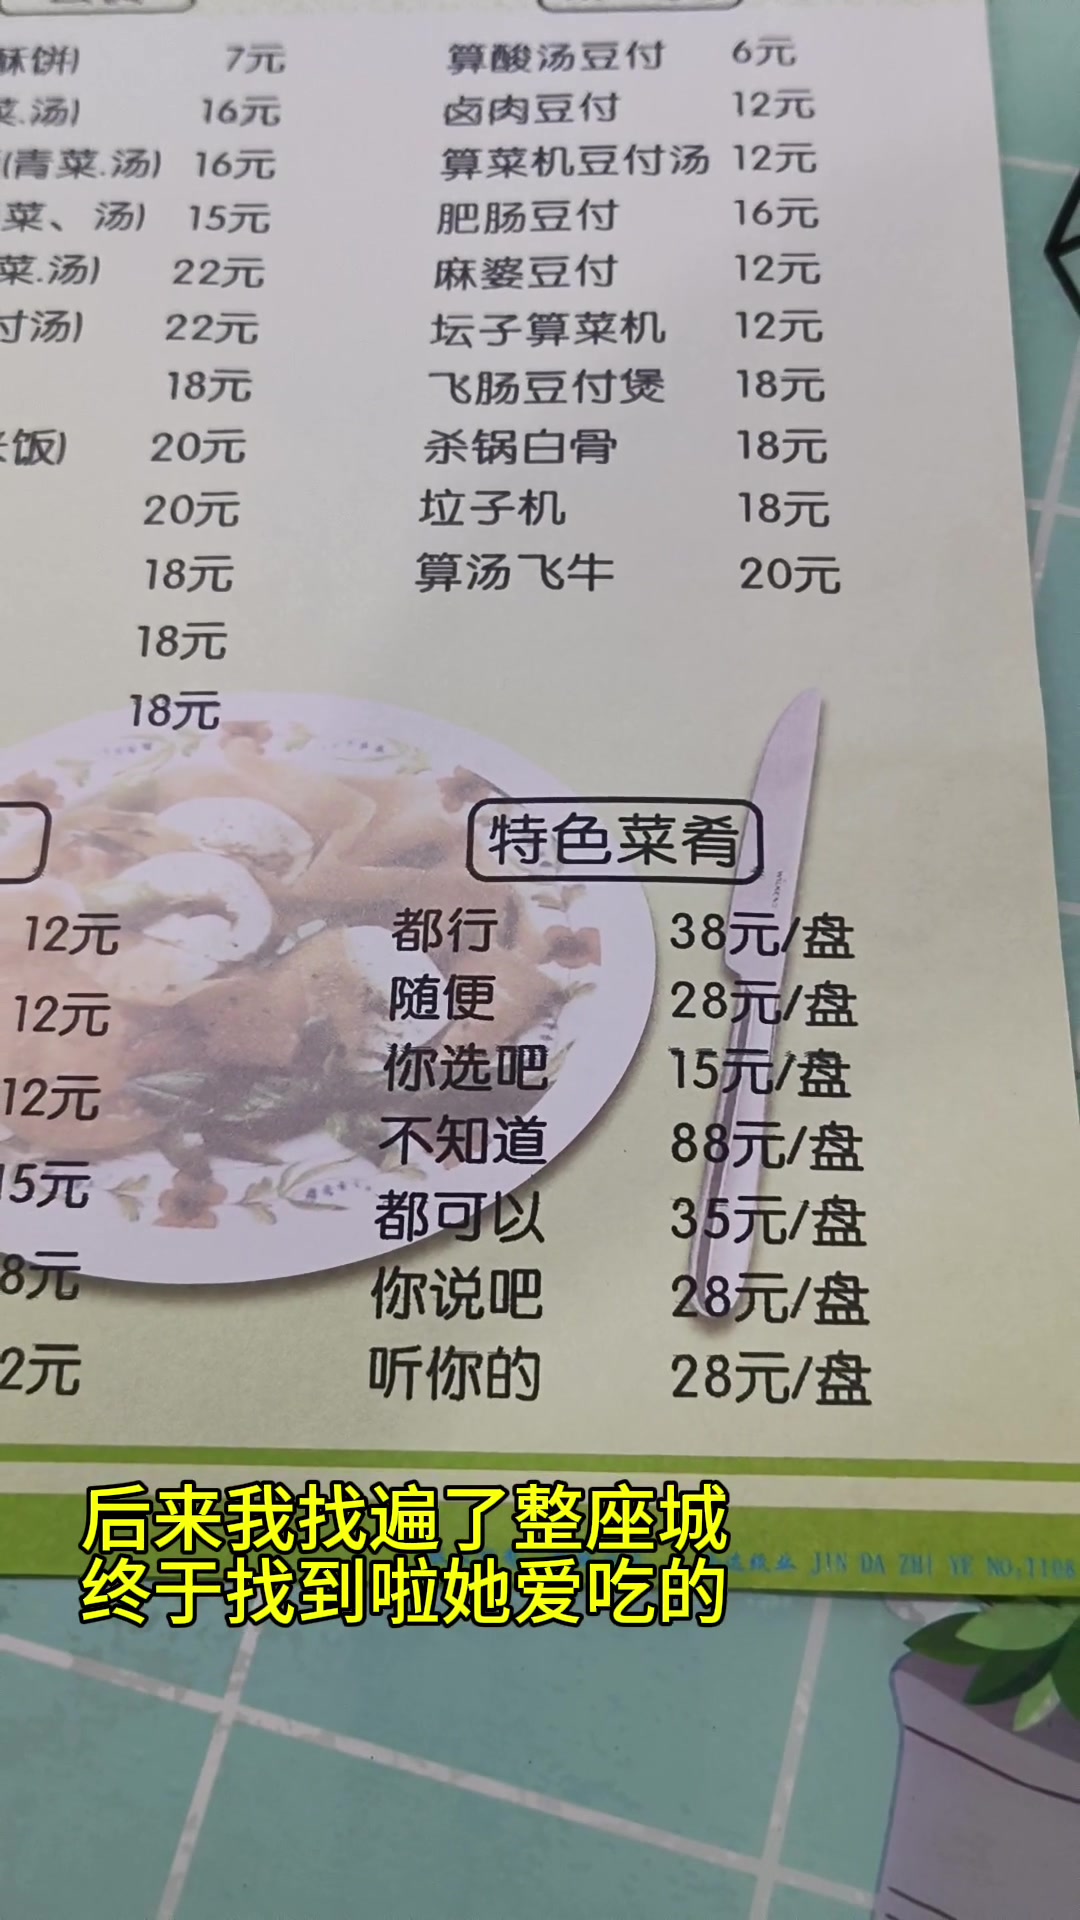 酥饼) 7元 算酸汤豆付 6元
菜.汤) 16元 卤肉豆付 12元
(青菜.汤) 16元 算菜机豆付汤 12元
菜、汤) 15元 肥肠豆付 16元
菜.汤) 22元 麻婆豆付 12元
付汤) 22元 坛子算菜机 12元
18元 飞肠豆付煲 18元
米饭) 20元 杀锅白骨 18元
20元 垃子机 18元
18元 算汤飞牛 20元
18元
18元
特色菜肴
12元 都行 38元/盘
12元 随便 28元/盘
12元 你选吧 15元/盘
15元 不知道 88元/盘
8元 都可以 35元/盘
2元 你说吧 28元/盘
听你的 28元/盘
后来我找遍了整座城
终于找到啦她爱吃的
JIN DA ZHI YE NO:1108